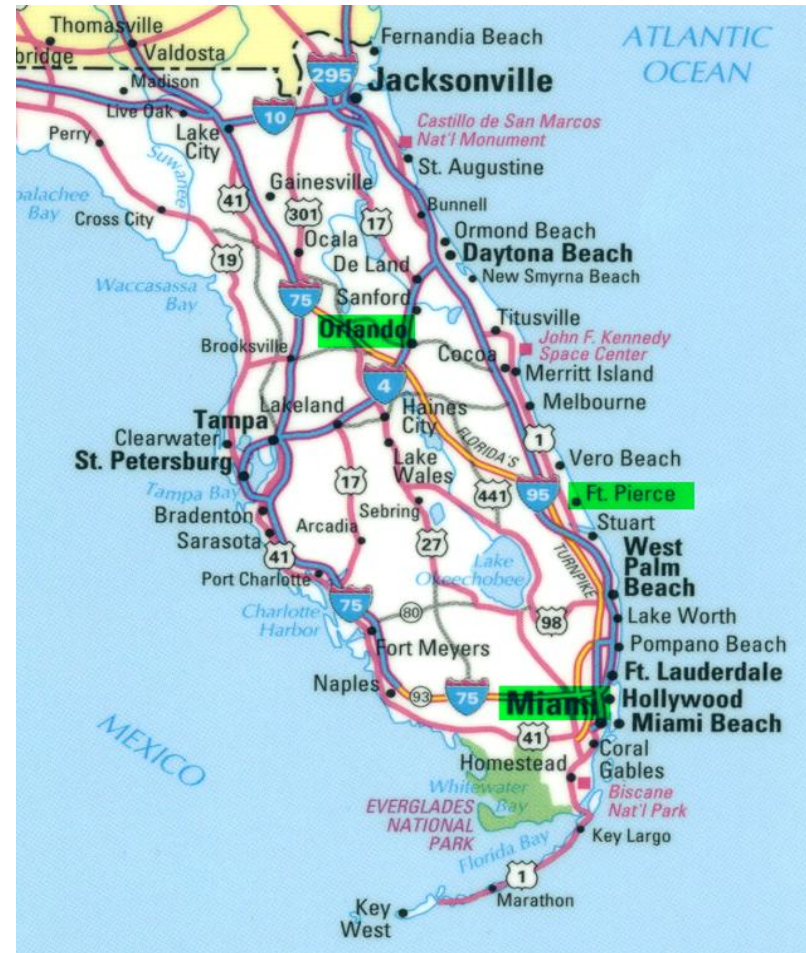 Thomasville
bridge
Valdosta
Fernandia Beach
ATLANTIC
OCEAN
Madison
295
Jacksonville
Live Oak
10
Lake
City
Castillo de San Marcos
Nat'l Monument
Perry
Suwanee
St. Augustine
palachee
Bay
Gainesville
41
301
17
Bunnell
Cross City
Ormond Beach
19
Ocala
Daytona Beach
De Land
New Smyrna Beach
Waccasassa
Bay
75
Sanford
Orlando
Titusville
John F. Kennedy
Space Center
Brooksville
Cocoa
Merritt Island
4
Lakeland
Haines
City
Melbourne
Tampa
Clearwater
FLORIDA'S
1
St. Petersburg
Lake
Wales
Vero Beach
Tampa Bay
17
441
95
Ft. Pierce
Bradenton
Sebring
Arcadia
Stuart
Sarasota
41
27
TURNPIKE
West
Palm
Beach
Lake
Okeechobee
Port Charlotte
75
80
98
Lake Worth
Charlotte
Harbor
Fort Meyers
Pompano Beach
Ft. Lauderdale
Naples
93
75
Miami
Hollywood
Miami Beach
41
MEXICO
Homestead
Coral
Gables
Whitewater
Bay
Biscane
Nat'l Park
EVERGLADES
NATIONAL
PARK
Florida Bay
Key Largo
1
Marathon
Key
West